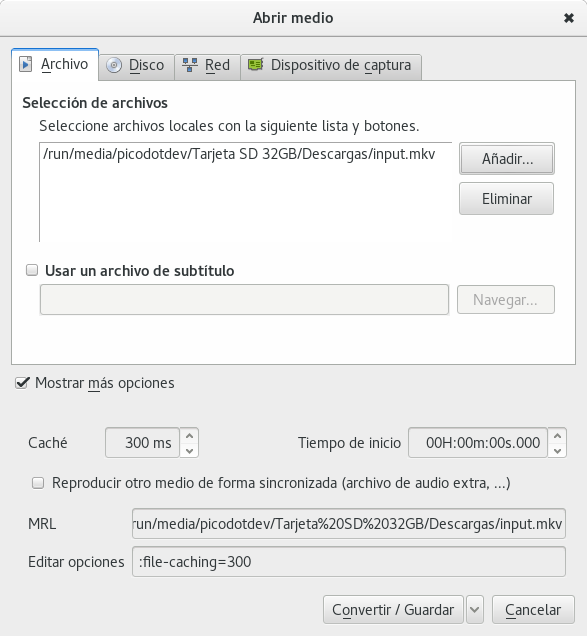 Abrir medio
Archivo
Disco
Red
Dispositivo de captura
Selección de archivos
Seleccione archivos locales con la siguiente lista y botones.
/run/media/picodotdev/Tarjeta SD 32GB/Descargas/input.mkv
Añadir...
Eliminar
Usar un archivo de subtítulo
Navegar...
Mostrar más opciones
Caché
300 ms
Tiempo de inicio
00H:00m:00s.000
Reproducir otro medio de forma sincronizada (archivo de audio extra, ...)
MRL
run/media/picodotdev/Tarjeta%20SD%2032GB/Descargas/input.mkv
Editar opciones
:file-caching=300
Convertir / Guardar
Cancelar